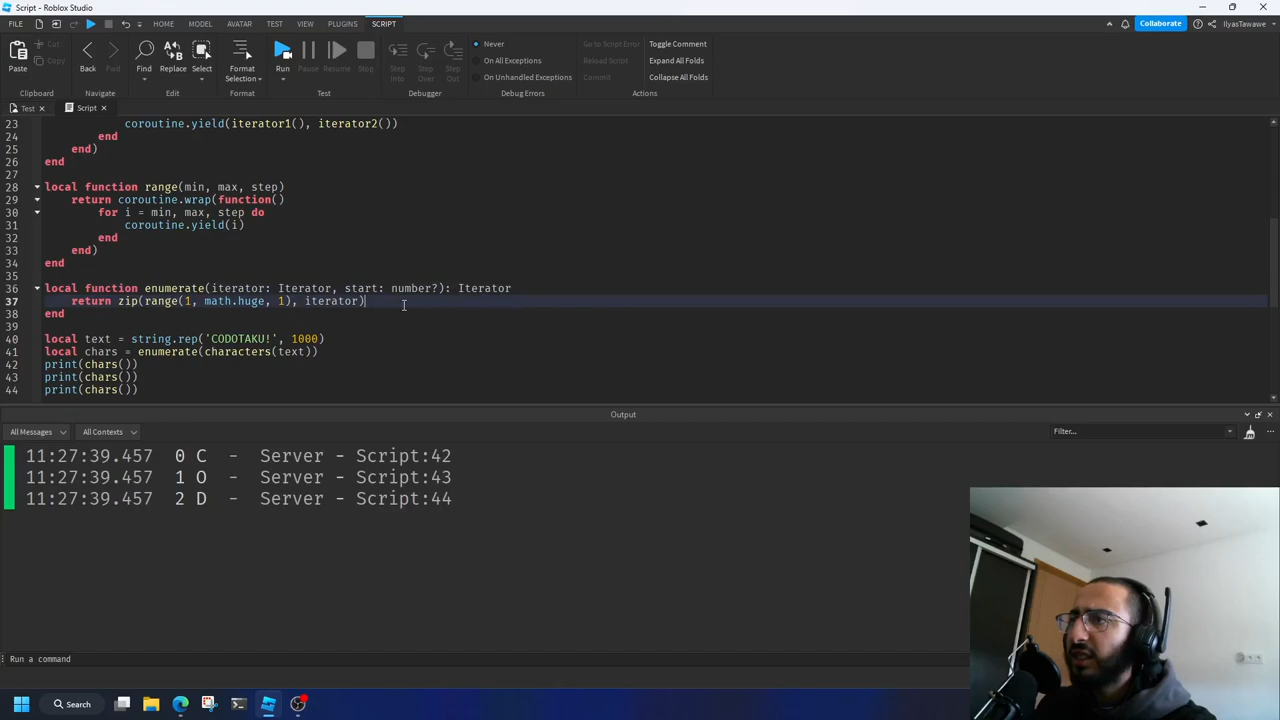 Script - Roblox Studio
FILE HOME MODEL AVATAR TEST VIEW PLUGINS SCRIPT Collaborate IlyasTawawe
Cut
Copy
Paste
Clipboard
Back
Fwd
Navigate
Find
Replace
Select
Edit
Format
Selection
Format
Run
Pause
Resume
Stop
Test
Step
Into
Step
Over
Step
Out
Debugger
Never
On All Exceptions
On Unhandled Exceptions
Debug Errors
Go to Script Error
Reload Script
Commit
Toggle Comment
Expand All Folds
Collapse All Folds
Actions
Test Script
23 coroutine.yield(iterator1(), iterator2())
24 end
25 end)
26 end
27
28 local function range(min, max, step)
29 return coroutine.wrap(function()
30 for i = min, max, step do
31 coroutine.yield(i)
32 end
33 end)
34 end
35
36 local function enumerate(iterator: Iterator, start: number?): Iterator
37 return zip(range(1, math.huge, 1), iterator)
38 end
39
40 local text = string.rep('CODOTAKU!', 1000)
41 local chars = enumerate(characters(text))
42 print(chars())
43 print(chars())
44 print(chars())
Output
All Messages All Contexts Filter...
11:27:39.457 0 C - Server - Script:42
11:27:39.457 1 O - Server - Script:43
11:27:39.457 2 D - Server - Script:44
Run a command
Search